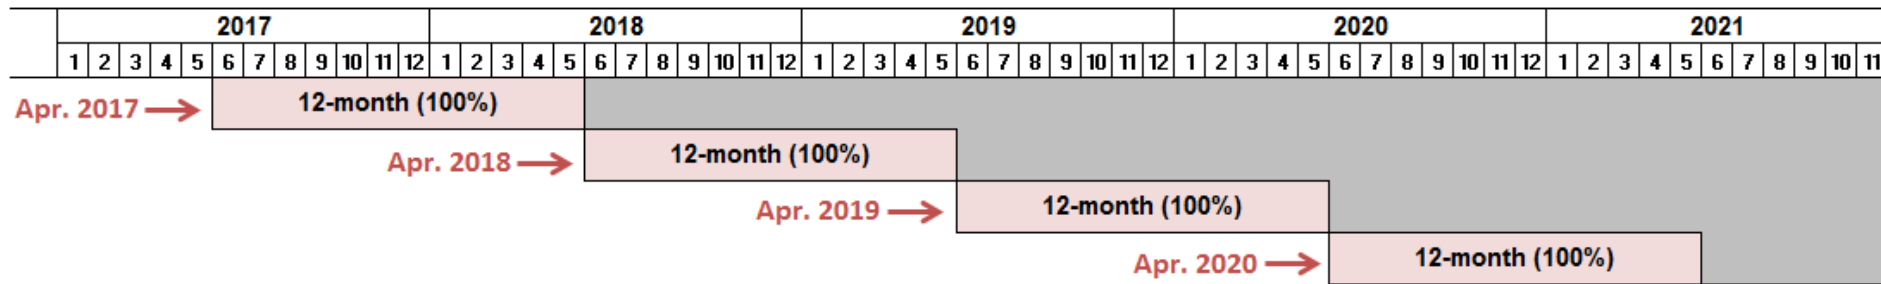 2017 2018 2019 2020 2021
1 2 3 4 5 6 7 8 9 10 11 12 1 2 3 4 5 6 7 8 9 10 11 12 1 2 3 4 5 6 7 8 9 10 11 12 1 2 3 4 5 6 7 8 9 10 11 12 1 2 3 4 5 6 7 8 9 10 11
Apr. 2017 12-month (100%)
Apr. 2018 12-month (100%)
Apr. 2019 12-month (100%)
Apr. 2020 12-month (100%)